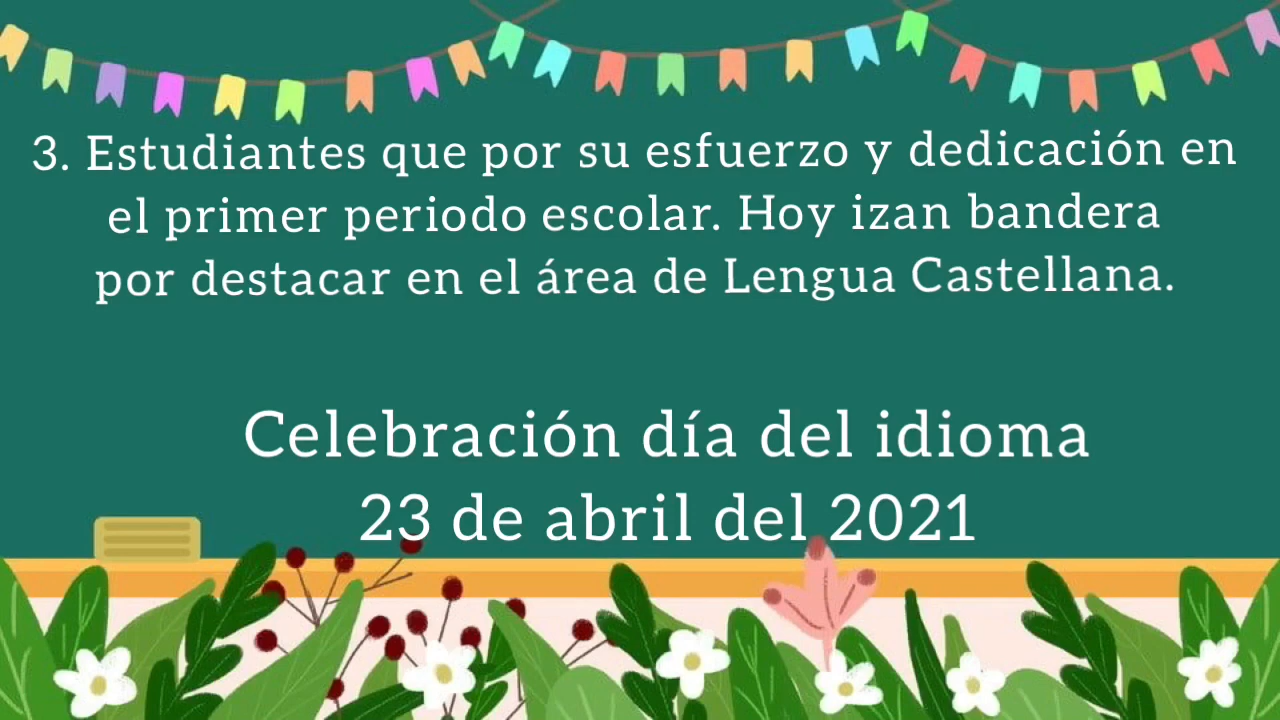 3. Estudiantes que por su esfuerzo y dedicación en
el primer periodo escolar. Hoy izan bandera
por destacar en el área de Lengua Castellana.
Celebración día del idioma
23 de abril del 2021